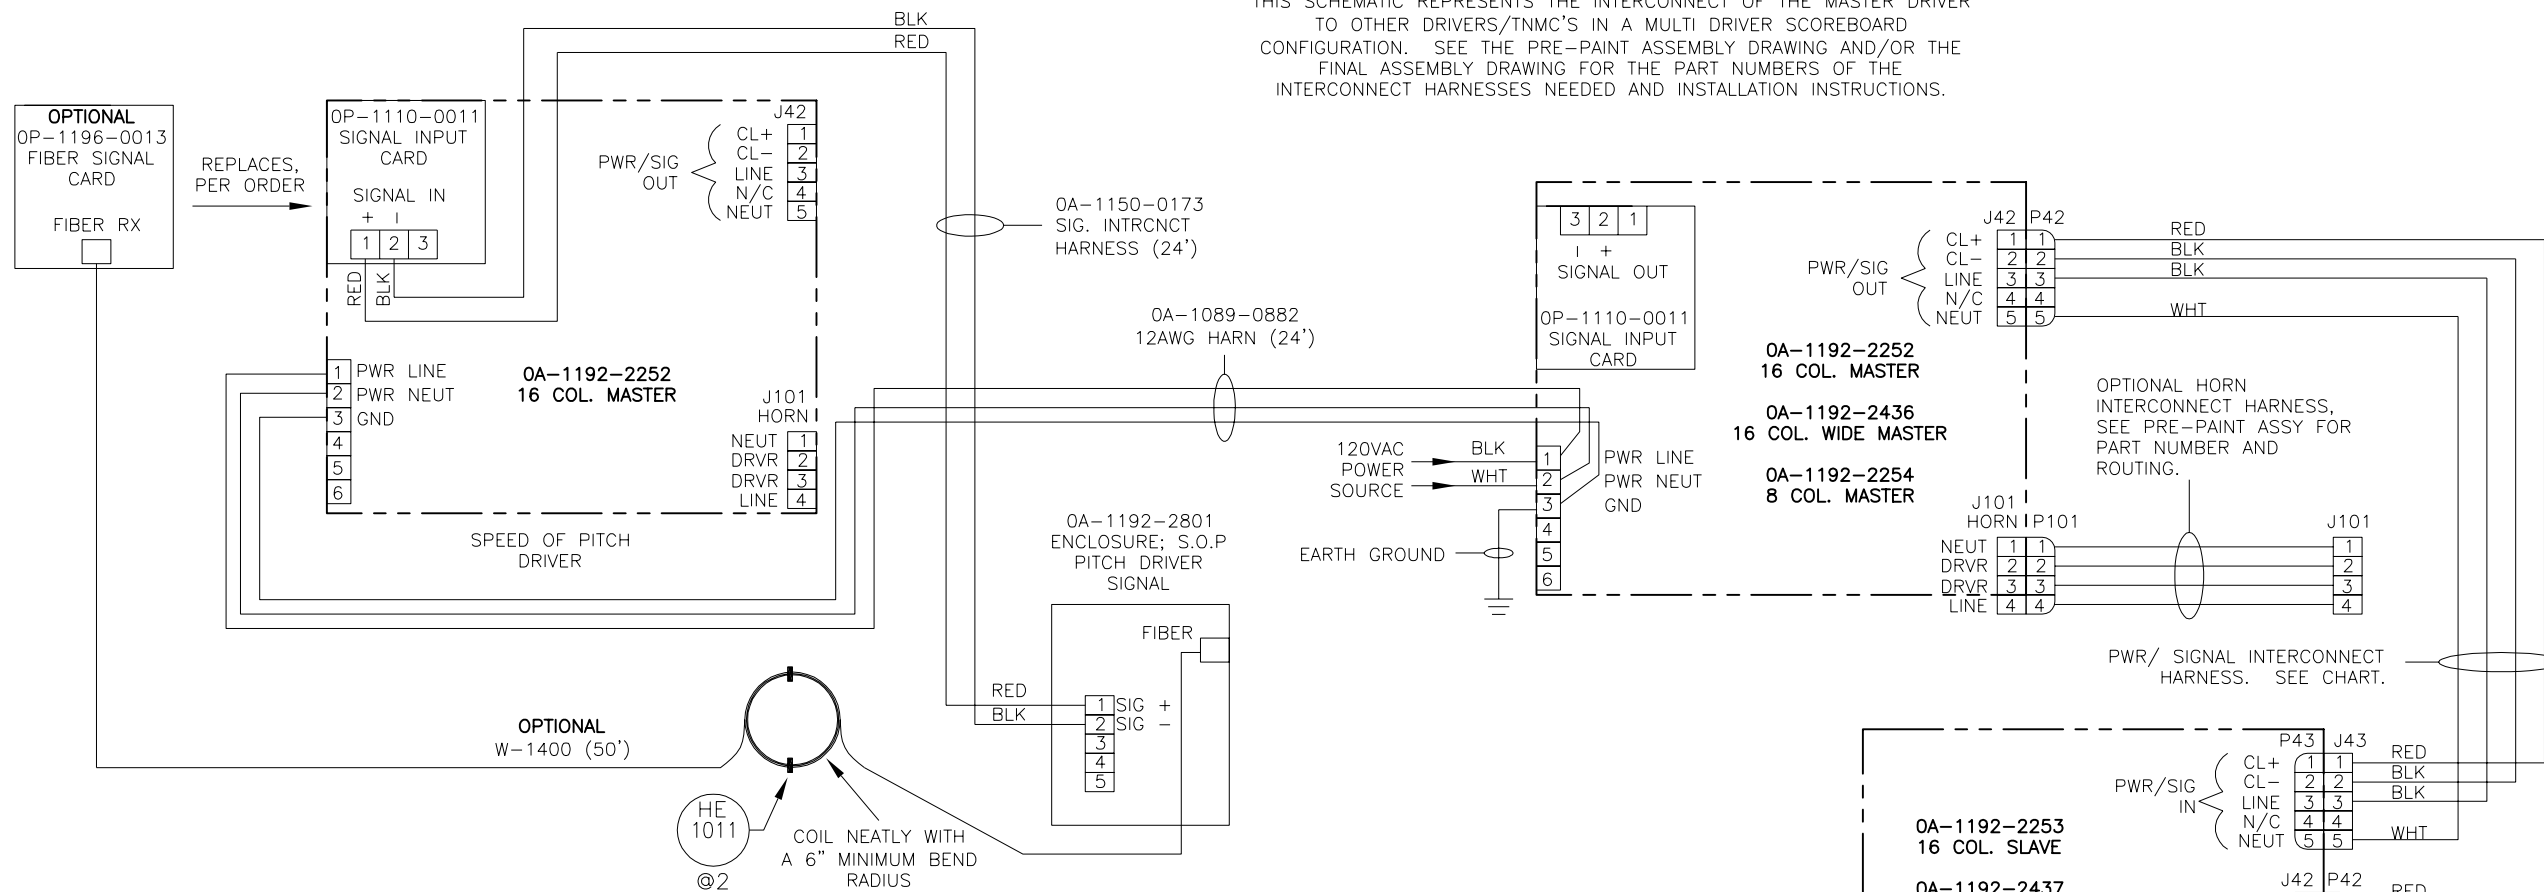 THIS SCHEMATIC REPRESENTS THE INTERCONNECT OF THE MASTER DRIVER
TO OTHER DRIVERS/TNMC'S IN A MULTI DRIVER SCOREBOARD
CONFIGURATION. SEE THE PRE-PAINT ASSEMBLY DRAWING AND/OR THE
FINAL ASSEMBLY DRAWING FOR THE PART NUMBERS OF THE
INTERCONNECT HARNESSES NEEDED AND INSTALLATION INSTRUCTIONS.
OPTIONAL
0P-1196-0013
FIBER SIGNAL
CARD
FIBER RX
REPLACES,
PER ORDER
0P-1110-0011
SIGNAL INPUT
CARD
SIGNAL IN
+ -
1 2 3
RED
BLK
PWR/SIG
OUT
J42
CL+ 1
CL- 2
LINE 3
N/C 4
NEUT 5
1 PWR LINE
2 PWR NEUT
3 GND
4
5
6
0A-1192-2252
16 COL. MASTER
J101
HORN
NEUT 1
DRVR 2
DRVR 3
LINE 4
SPEED OF PITCH
DRIVER
BLK
RED
0A-1150-0173
SIG. INTRCNCT
HARNESS (24')
0A-1089-0882
12AWG HARN (24')
OPTIONAL
W-1400 (50')
HE
1011
@2
COIL NEATLY WITH
A 6" MINIMUM BEND
RADIUS
0A-1192-2801
ENCLOSURE; S.O.P
PITCH DRIVER
SIGNAL
FIBER
RED
BLK
1 SIG +
2 SIG -
3
4
5
3 2 1
- +
SIGNAL OUT
0P-1110-0011
SIGNAL INPUT
CARD
120VAC
POWER
SOURCE
BLK
WHT
EARTH GROUND
1 PWR LINE
2 PWR NEUT
3 GND
4
5
6
0A-1192-2252
16 COL. MASTER
0A-1192-2436
16 COL. WIDE MASTER
0A-1192-2254
8 COL. MASTER
PWR/SIG
OUT
J42 P42
CL+ 1 1 RED
CL- 2 2 BLK
LINE 3 3 BLK
N/C 4 4
NEUT 5 5 WHT
OPTIONAL HORN
INTERCONNECT HARNESS,
SEE PRE-PAINT ASSY FOR
PART NUMBER AND
ROUTING.
J101
HORN P101
NEUT 1 1
DRVR 2 2
DRVR 3 3
LINE 4 4
J101
1
2
3
4
PWR/ SIGNAL INTERCONNECT
HARNESS. SEE CHART.
PWR/SIG
IN
P43 J43
CL+ 1 1 RED
CL- 2 2 BLK
LINE 3 3 BLK
N/C 4 4
NEUT 5 5 WHT
0A-1192-2253
16 COL. SLAVE
0A-1192-2437
J42 P42
RED